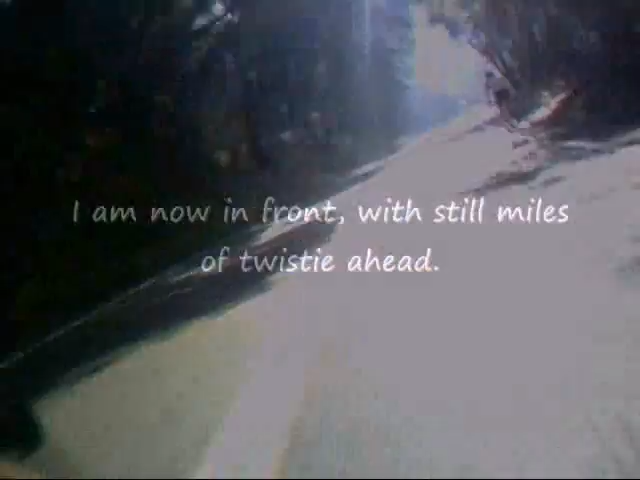 I am now in front, with still miles
of twistie ahead.